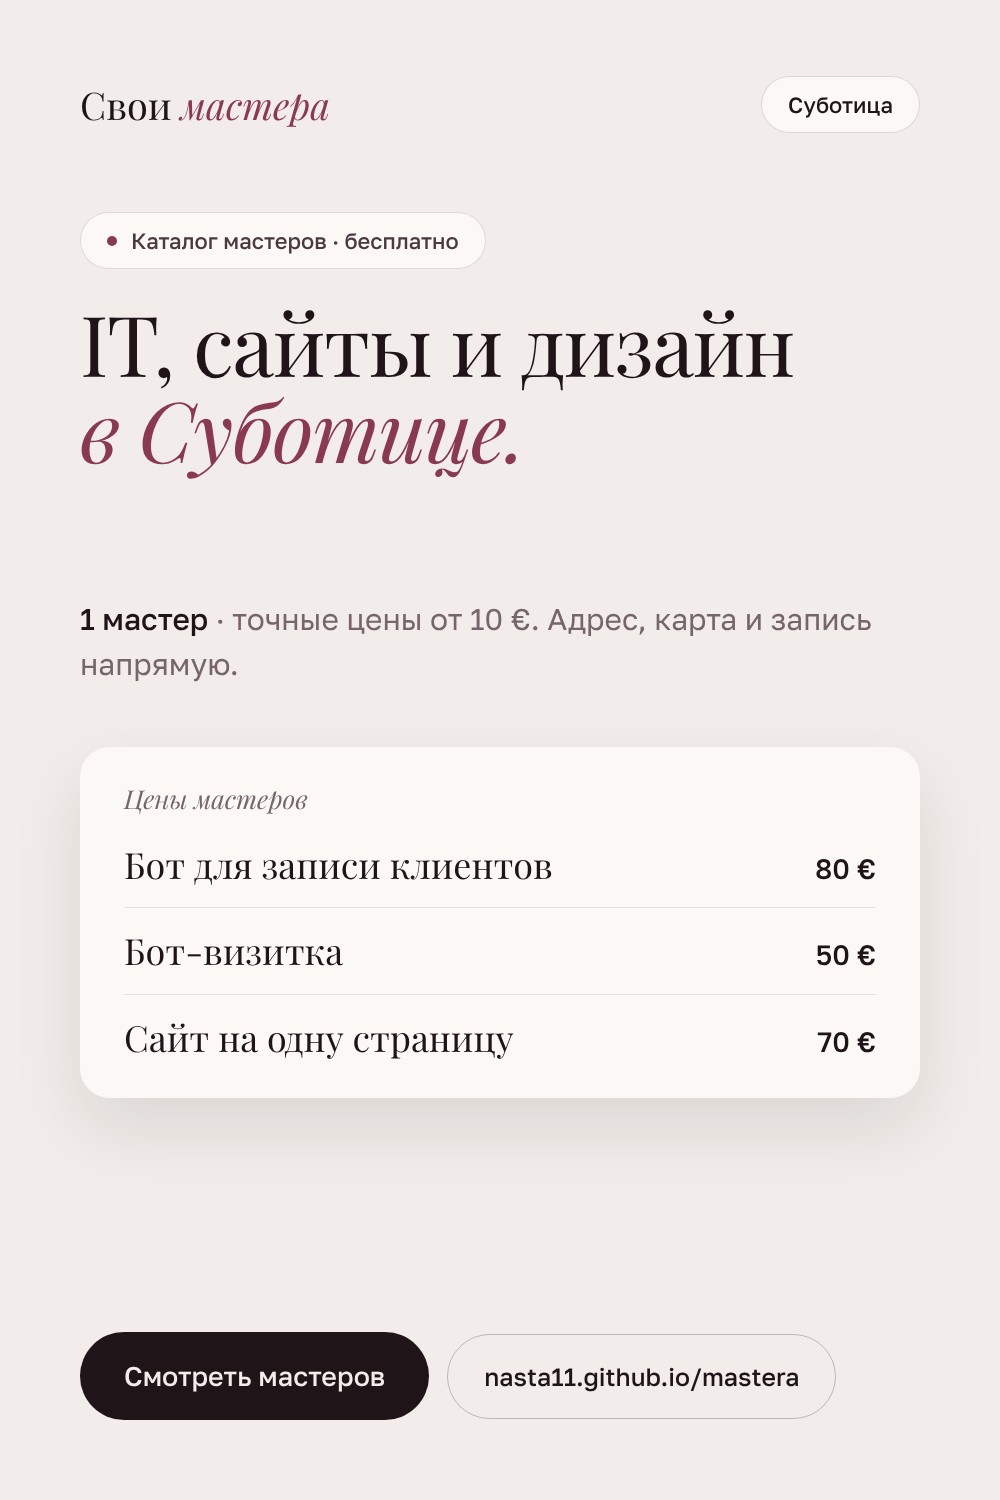 Свои мастера
Суботица
Каталог мастеров · бесплатно
IT, сайты и дизайн
в Суботице.
1 мастер · точные цены от 10 €. Адрес, карта и запись
напрямую.
Цены мастеров
Бот для записи клиентов 80 €
Бот-визитка 50 €
Сайт на одну страницу 70 €
Смотреть мастеров
nasta11.github.io/mastera